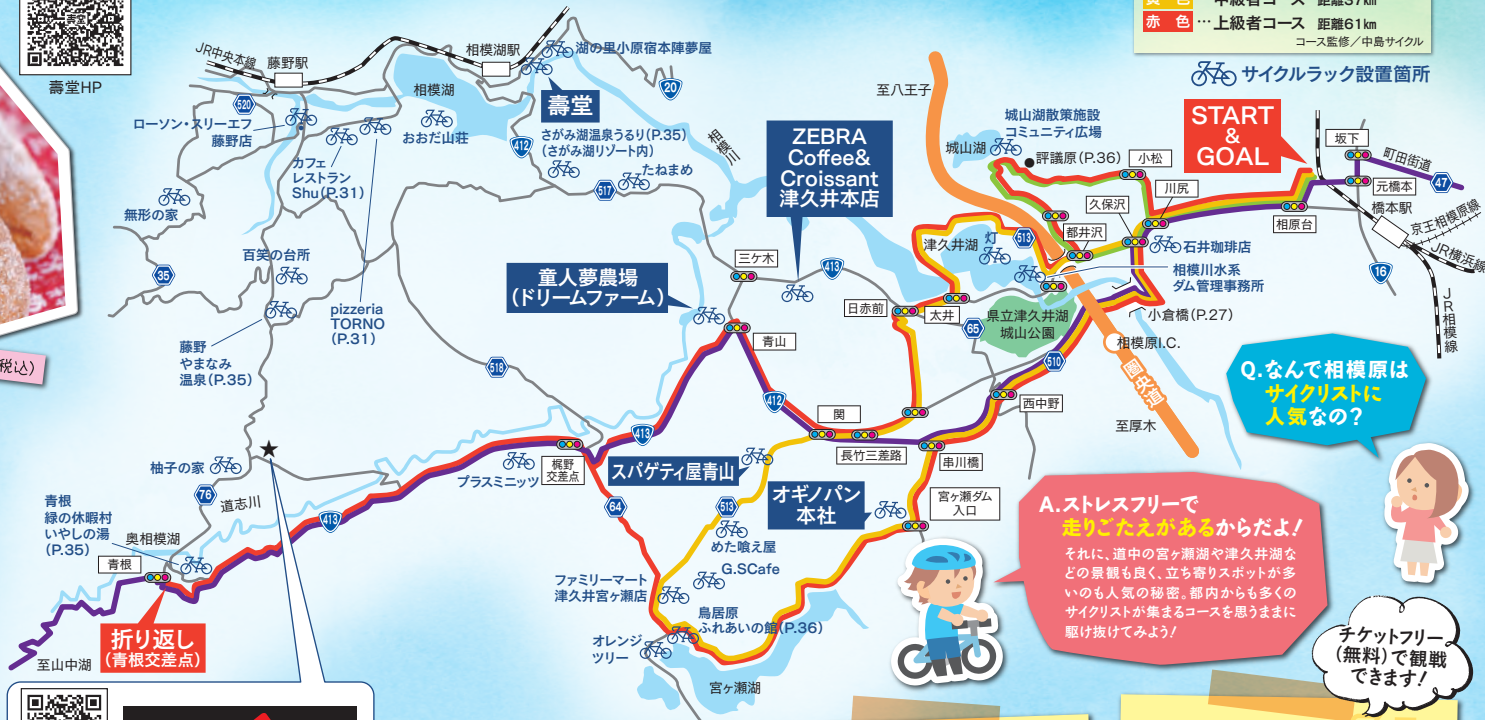 壽堂
壽堂HP
黄 色 … 中級者コース 距離37km
赤 色 … 上級者コース 距離61km
コース監修／中島サイクル
サイクルラック設置箇所
JR中央本線
藤野駅
相模湖駅
湖の里小原宿本陣夢屋
相模湖
壽堂
20
520
ローソン・スリーエフ
藤野店
おおだ山荘
412
さがみ湖温泉うるり(P.35)
(さがみ湖リゾート内)
たねまめ
517
相模川
カフェ
レストラン
Shu(P.31)
無形の家
35
百笑の台所
pizzeria
TORNO
(P.31)
藤野
やまなみ
温泉(P.35)
518
ZEBRA
Coffee&
Croissant
津久井本店
童人夢農場
(ドリームファーム)
三ケ木
413
青山
412
至八王子
城山湖散策施設
コミュニティ広場
城山湖
評議原(P.36)
小松
川尻
久保沢
START
&
GOAL
坂下
町田街道
47
元橋本
橋本駅
京王相模原線
JR横浜線
相原台
16
JR相模線
津久井湖
灯
513
都井沢
石井珈琲店
相模川水系
ダム管理事務所
日赤前
太井
65
県立津久井湖
城山公園
小倉橋(P.27)
相模原I.C.
圏央道
510
西中野
至厚木
関
長竹三差路
串川橋
宮ヶ瀬ダム
入口
413
梶野
交差点
プラスミニッツ
スパゲティ屋青山
オギノパン
本社
64
513
めた喰え屋
G.SCafe
ファミリーマート
津久井宮ヶ瀬店
鳥居原
ふれあいの館(P.36)
オレンジ
ツリー
宮ヶ瀬湖
★
柚子の家
76
道志川
413
青根
緑の休暇村
いやしの湯
(P.35)
奥相模湖
青根
折り返し
(青根交差点)
至山中湖
税込)
Q.なんで相模原は
サイクリストに
人気なの？
A.ストレスフリーで
走りごたえがあるからだよ！
それに、道中の宮ヶ瀬湖や津久井湖な
どの景観も良く、立ち寄りスポットが多
いのも人気の秘密。都内からも多くの
サイクリストが集まるコースを思うままに
駆け抜けてみよう！
チケットフリー
(無料)で観戦
できます！